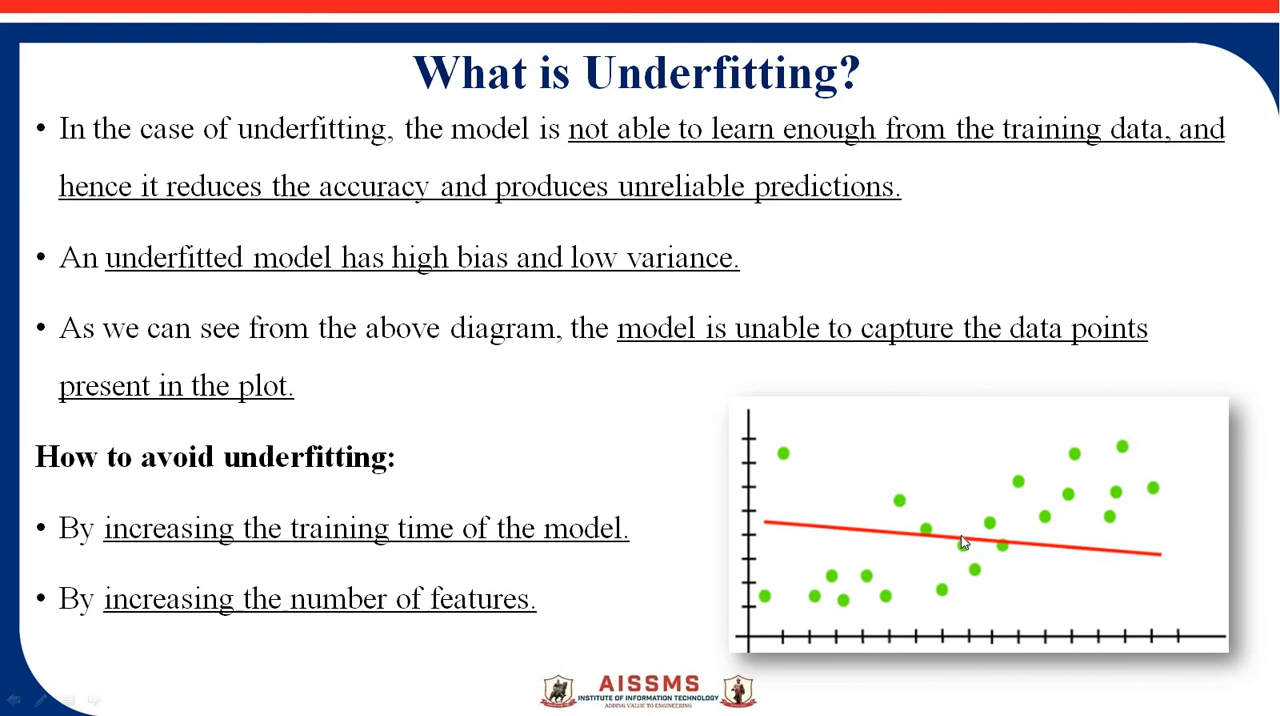 What is Underfitting?
• In the case of underfitting, the model is not able to learn enough from the training data, and
hence it reduces the accuracy and produces unreliable predictions.
• An underfitted model has high bias and low variance.
• As we can see from the above diagram, the model is unable to capture the data points
present in the plot.
How to avoid underfitting:
• By increasing the training time of the model.
• By increasing the number of features.
AISSMS
INSTITUTE OF INFORMATION TECHNOLOGY
ADDING VALUE TO ENGINEERING